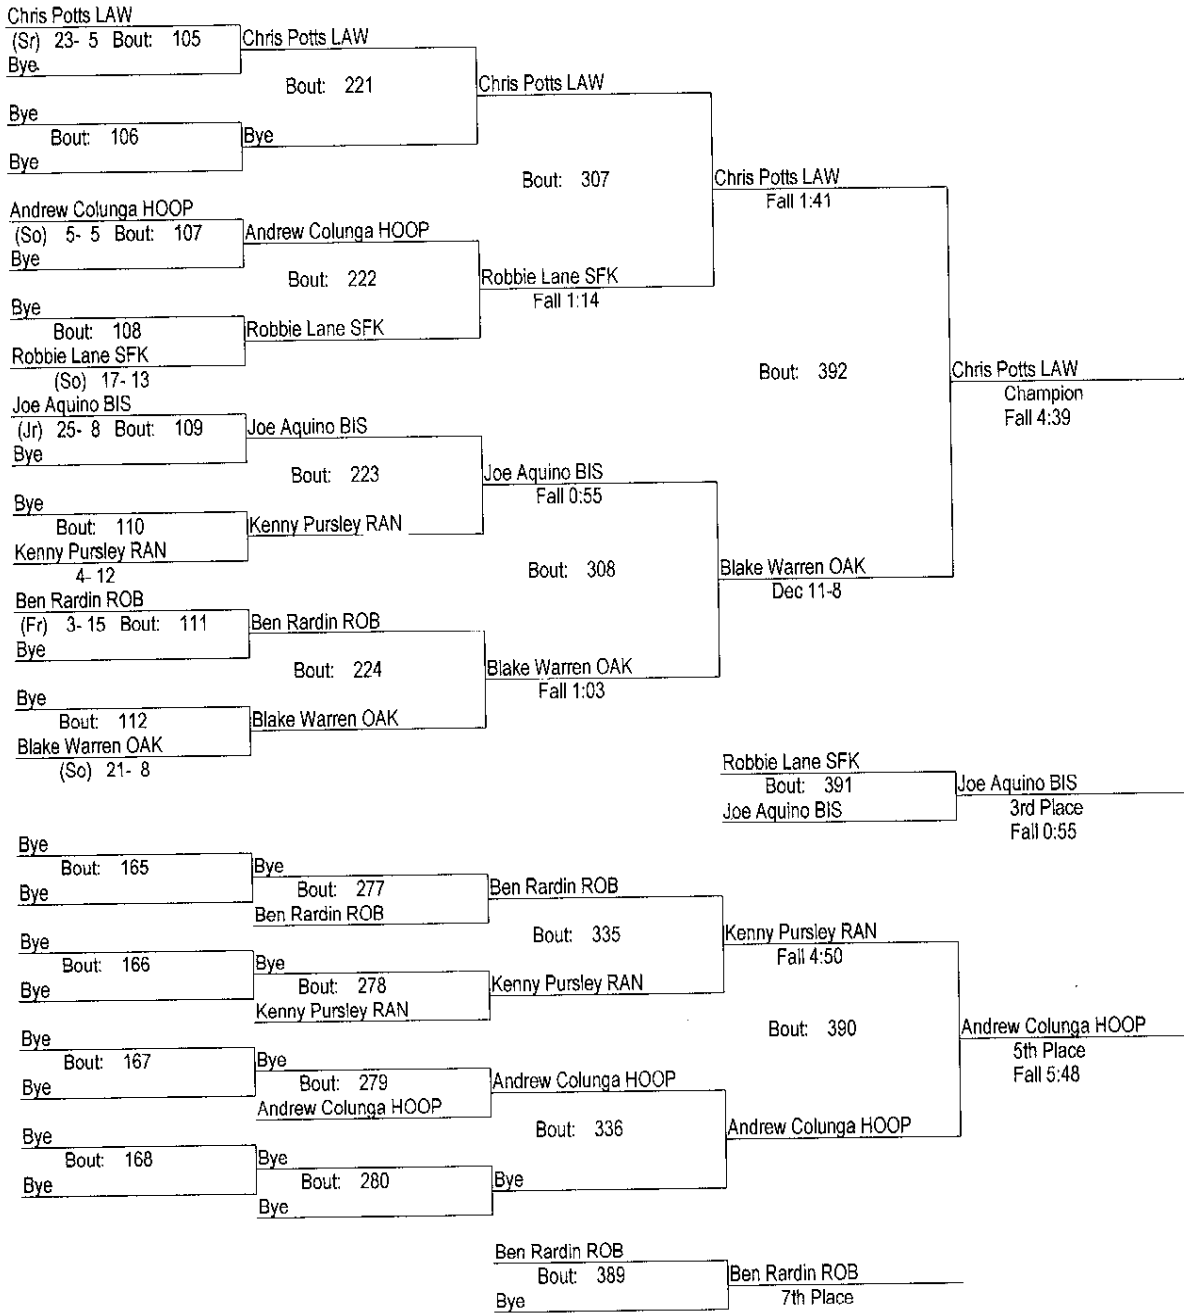 Chris Potts LAW
(Sr) 23- 5 Bout: 105
Bye
Chris Potts LAW
Bout: 221
Bye
Bout: 106
Bye
Bye
Chris Potts LAW
Bout: 307
Andrew Colunga HOOP
(So) 5- 5 Bout: 107
Bye
Andrew Colunga HOOP
Bout: 222
Bye
Bout: 108
Robbie Lane SFK
(So) 17- 13
Robbie Lane SFK
Robbie Lane SFK
Fall 1:14
Chris Potts LAW
Fall 1:41
Bout: 392
Joe Aquino BIS
(Jr) 25- 8 Bout: 109
Bye
Joe Aquino BIS
Bout: 223
Bye
Bout: 110
Kenny Pursley RAN
4- 12
Kenny Pursley RAN
Joe Aquino BIS
Fall 0:55
Bout: 308
Ben Rardin ROB
(Fr) 3- 15 Bout: 111
Bye
Ben Rardin ROB
Bout: 224
Bye
Bout: 112
Blake Warren OAK
(So) 21- 8
Blake Warren OAK
Blake Warren OAK
Fall 1:03
Blake Warren OAK
Dec 11-8
Chris Potts LAW
Champion
Fall 4:39
Robbie Lane SFK
Bout: 391
Joe Aquino BIS
Joe Aquino BIS
3rd Place
Fall 0:55
Bye
Bout: 165
Bye
Bye
Bout: 277
Ben Rardin ROB
Ben Rardin ROB
Bout: 335
Bye
Bout: 166
Bye
Bye
Bout: 278
Kenny Pursley RAN
Kenny Pursley RAN
Kenny Pursley RAN
Fall 4:50
Bout: 390
Bye
Bout: 167
Bye
Bye
Bout: 279
Andrew Colunga HOOP
Andrew Colunga HOOP
Bout: 336
Bye
Bout: 168
Bye
Bye
Bout: 280
Bye
Bye
Andrew Colunga HOOP
Andrew Colunga HOOP
5th Place
Fall 5:48
Ben Rardin ROB
Bout: 389
Bye
Ben Rardin ROB
7th Place